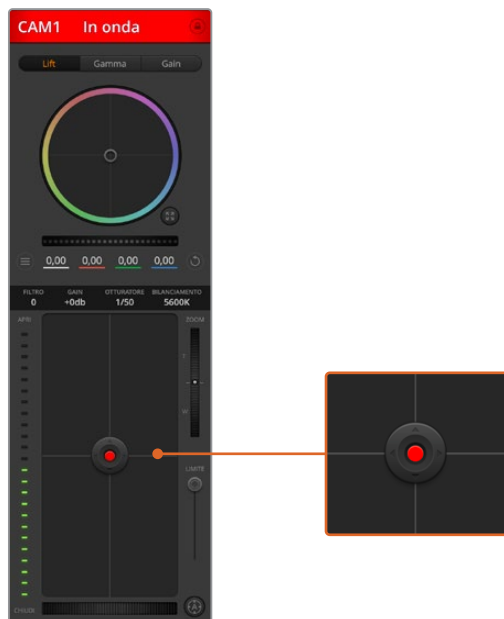 CAM1 In onda
Lift Gamma Gain
0,00 0,00 0,00 0,00
FILTRO GAIN OTTURATORE BILANCIAMENTO
0 +0db 1/50 5600K
APRI ZOOM
T
W
LIMITE
CHIUDI